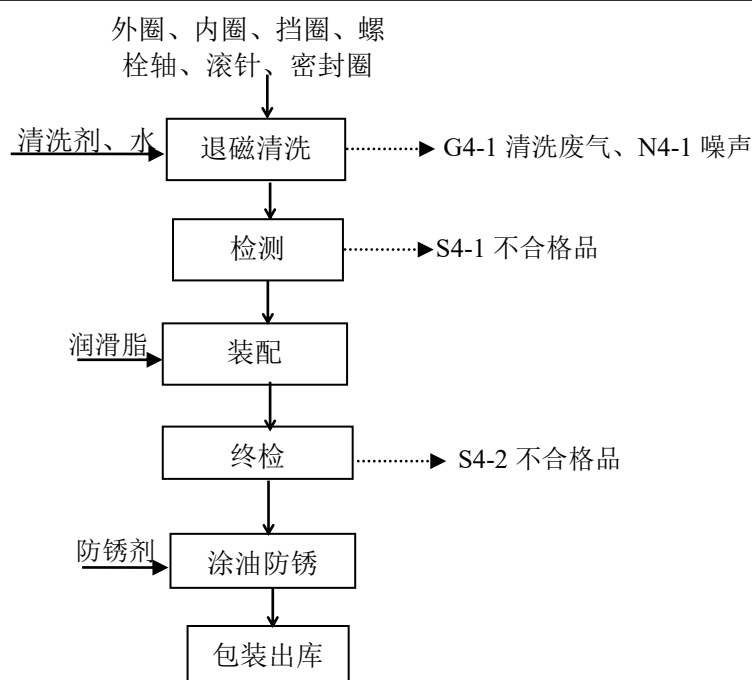 外圈、内圈、挡圈、螺
栓轴、滚针、密封圈
清洗剂、水
退磁清洗
G4-1 清洗废气、N4-1 噪声
检测
S4-1 不合格品
润滑脂
装配
终检
S4-2 不合格品
防锈剂
涂油防锈
包装出库